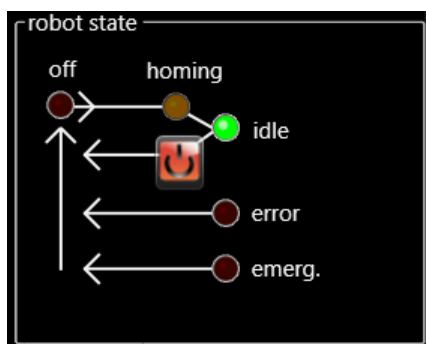 robot state
off homing
idle
error
emerg.